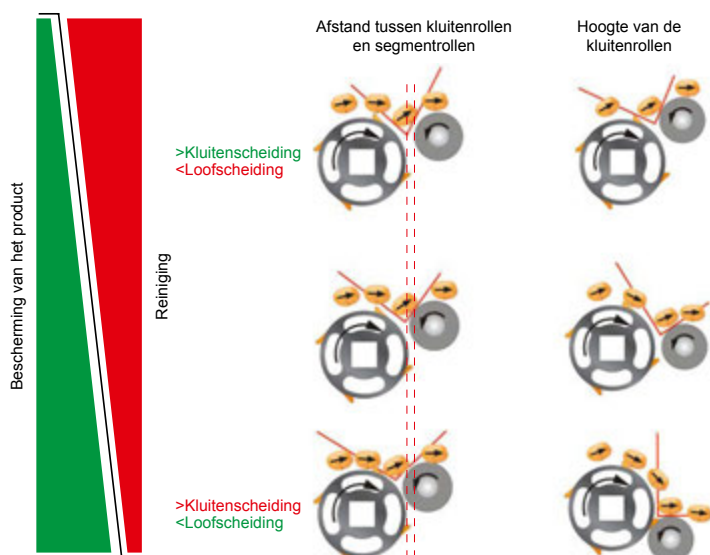 Afstand tussen kluitenrollen
en segmentrollen
Hoogte van de
kluitenrollen
Bescherming van het product
Reiniging
>Kluitenscheiding
<Loofscheiding
>Kluitenscheiding
<Loofscheiding